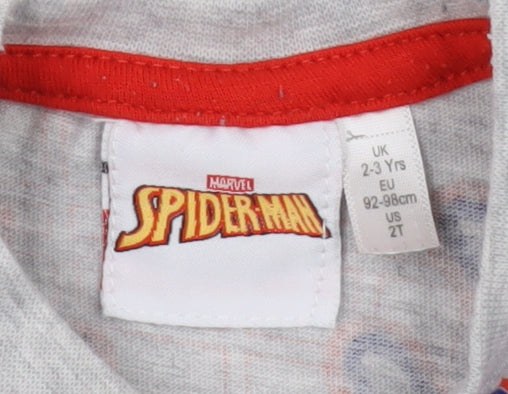 MARVEL
SPIDER-MAN
UK
2-3 Yrs
EU
92-98cm
US
2T